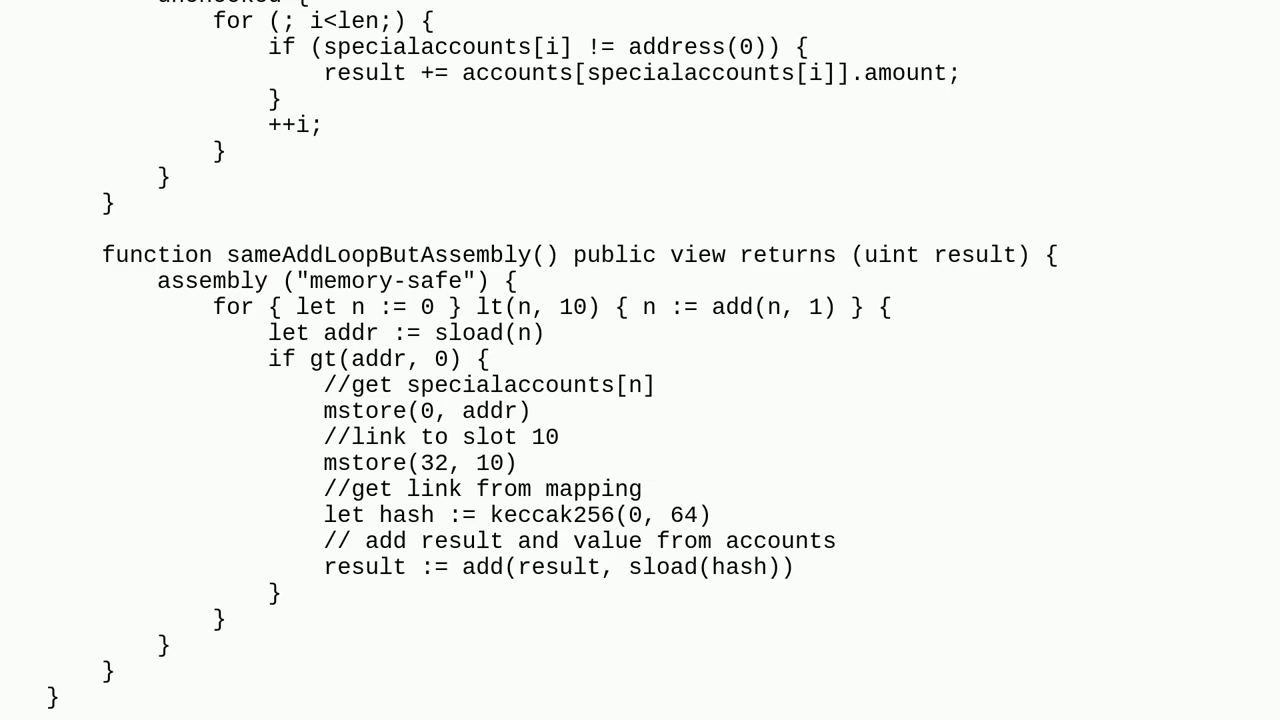 unchecked {
for (; i<len;) {
if (specialaccounts[i] != address(0)) {
result += accounts[specialaccounts[i]].amount;
}
++i;
}
}
}
function sameAddLoopButAssembly() public view returns (uint result) {
assembly ("memory-safe") {
for { let n := 0 } lt(n, 10) { n := add(n, 1) } {
let addr := sload(n)
if gt(addr, 0) {
//get specialaccounts[n]
mstore(0, addr)
//link to slot 10
mstore(32, 10)
//get link from mapping
let hash := keccak256(0, 64)
// add result and value from accounts
result := add(result, sload(hash))
}
}
}
}
}